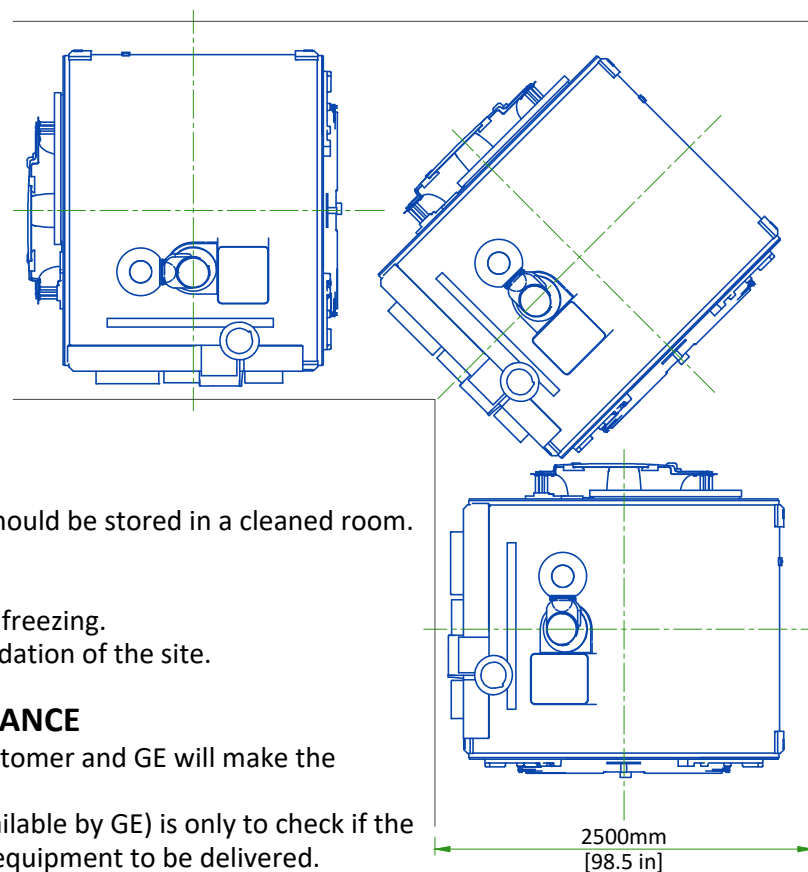 hould be stored in a cleaned room.
freezing.
dation of the site.
ANCE
tomer and GE will make the
ilable by GE) is only to check if the
equipment to be delivered.
2500mm
[98.5 in]